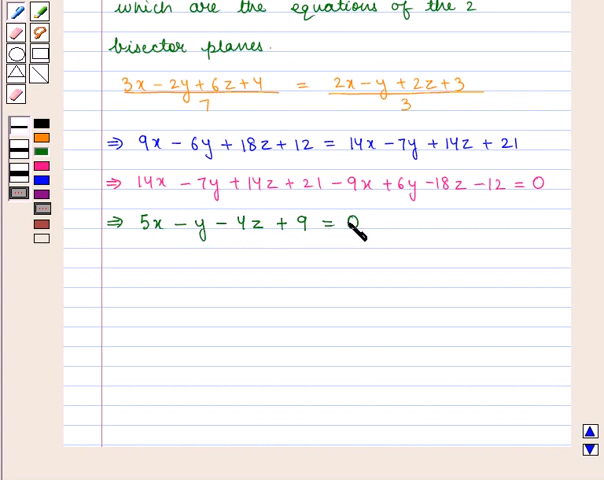 which are the equations of the 2
bisector planes.
3x - 2y + 6z + 4 / 7 = 2x - y + 2z + 3 / 3
⇒ 9x - 6y + 18z + 12 = 14x - 7y + 14z + 21
⇒ 14x - 7y + 14z + 21 - 9x + 6y - 18z - 12 = 0
⇒ 5x - y - 4z + 9 = 0